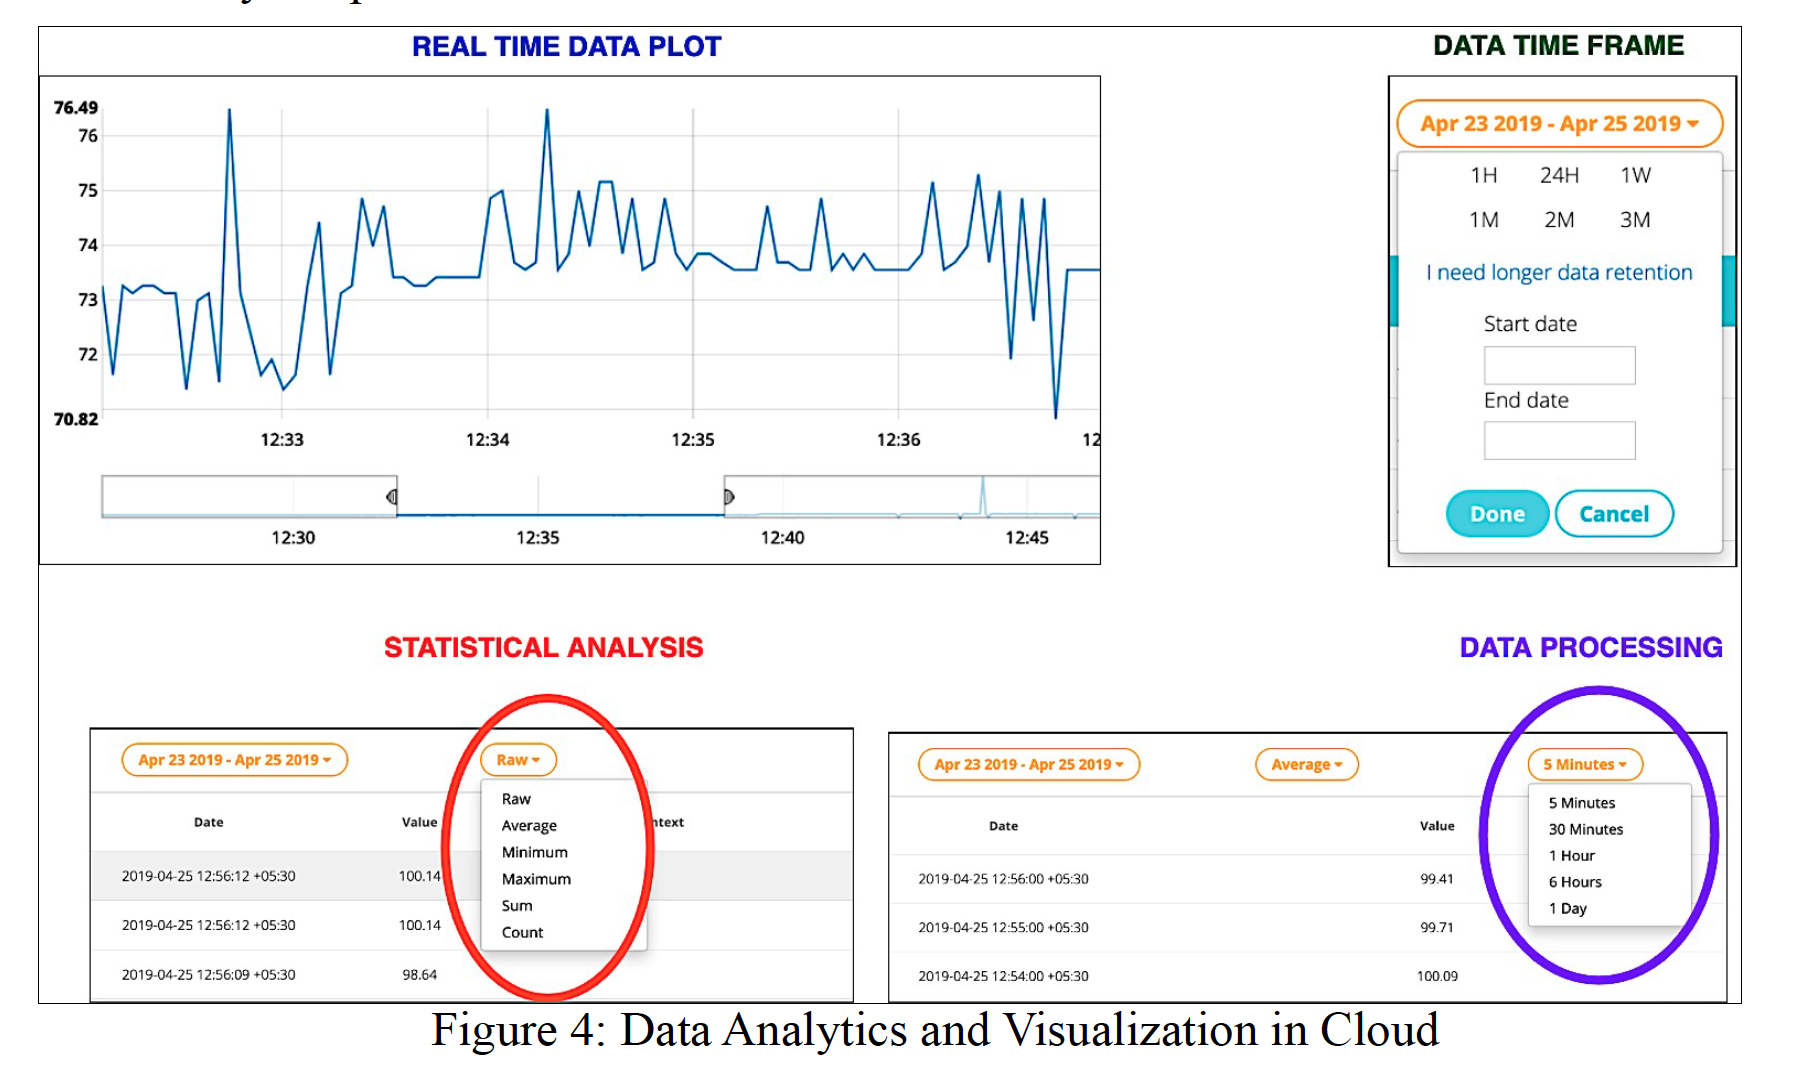 REAL TIME DATA PLOT
76.49
76
75
74
73
72
70.82
12:33 12:34 12:35 12:36 12
12:30 12:35 12:40 12:45
DATA TIME FRAME
Apr 23 2019 - Apr 25 2019
1H 24H 1W
1M 2M 3M
I need longer data retention
Start date
End date
Done Cancel
STATISTICAL ANALYSIS
Apr 23 2019 - Apr 25 2019 Raw
Date Value ntext
Raw
Average
Minimum
Maximum
Sum
Count
2019-04-25 12:56:12 +05:30 100.14
2019-04-25 12:56:12 +05:30 100.14
2019-04-25 12:56:09 +05:30 98.64
DATA PROCESSING
Apr 23 2019 - Apr 25 2019 Average 5 Minutes
Date Value
5 Minutes
30 Minutes
1 Hour
6 Hours
1 Day
2019-04-25 12:56:00 +05:30 99.41
2019-04-25 12:55:00 +05:30 99.71
2019-04-25 12:54:00 +05:30 100.09
Figure 4: Data Analytics and Visualization in Cloud